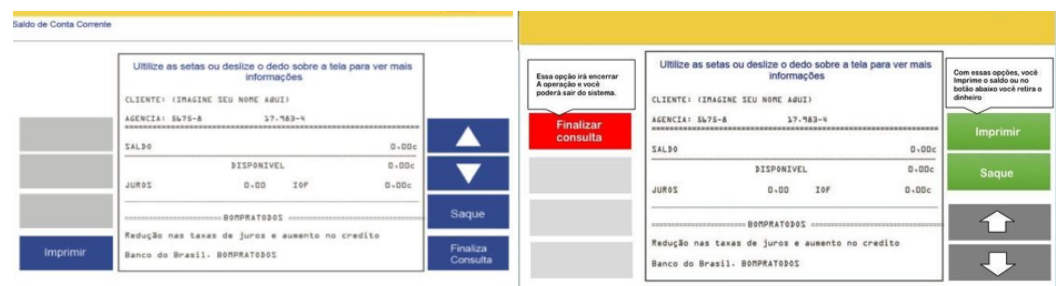 Saldo de Conta Corrente
Ultilize as setas ou deslize o dedo sobre a tela para ver mais
informações
CLIENTE: (IMAGINE SEU NOME AQUI)
AGENCIA: 5675-8 17.983-4
SALDO 0.00c
DISPONIVEL 0.00c
JUROS 0.00 IOF 0.00c
BOMPRATODOS
Redução nas taxas de juros e aumento no credito
Banco do Brasil. BOMPRATODOS
Imprimir
Saque
Finaliza
Consulta
Essa opção irá encerrar
A operação e você
poderá sair do sistema.
Finalizar
consulta
Ultilize as setas ou deslize o dedo sobre a tela para ver mais
informações
CLIENTE: (IMAGINE SEU NOME AQUI)
AGENCIA: 5675-8 17.983-4
SALDO 0.00c
DISPONIVEL 0.00c
JUROS 0.00 IOF 0.00c
BOMPRATODOS
Redução nas taxas de juros e aumento no credito
Banco do Brasil. BOMPRATODOS
Com essas opções, você
Imprime o saldo ou no
botão abaixo você retira o
dinheiro
Imprimir
Saque